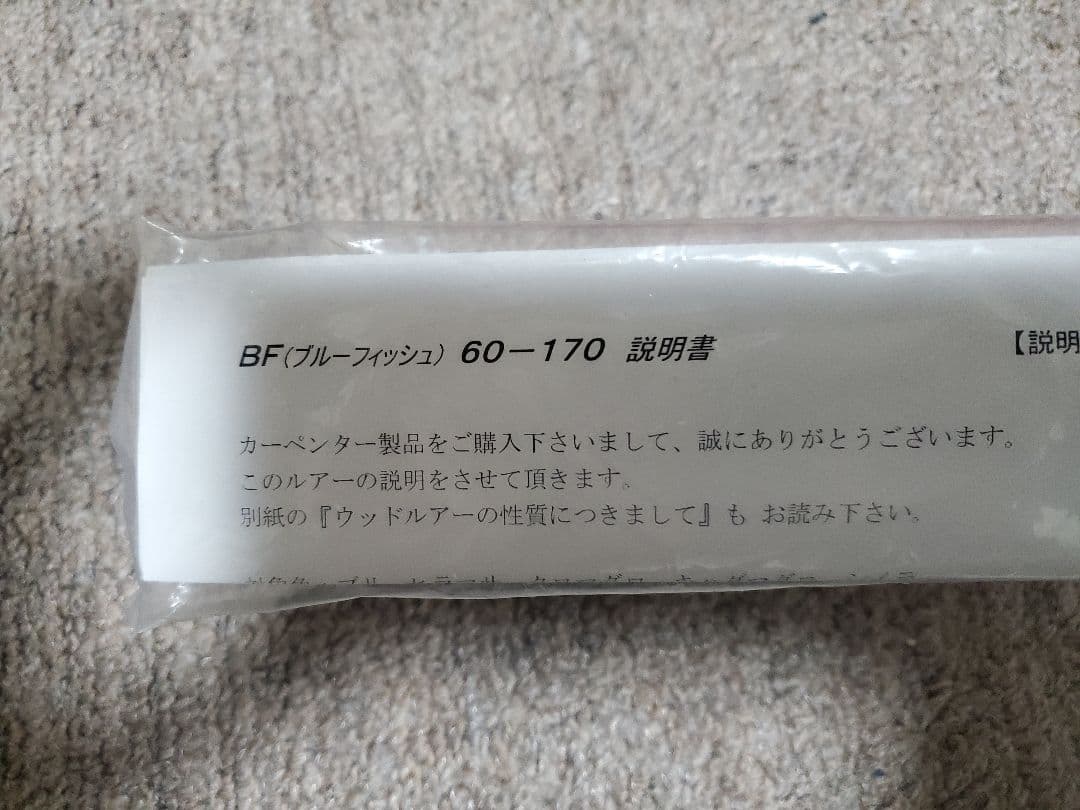 BF(ブルーフィッシュ) 60－170 説明書
【説明
カーペンター製品をご購入下さいまして、誠にありがとうございます。
このルアーの説明をさせて頂きます。
別紙の『ウッドルアーの性質につきまして』も お読み下さい。